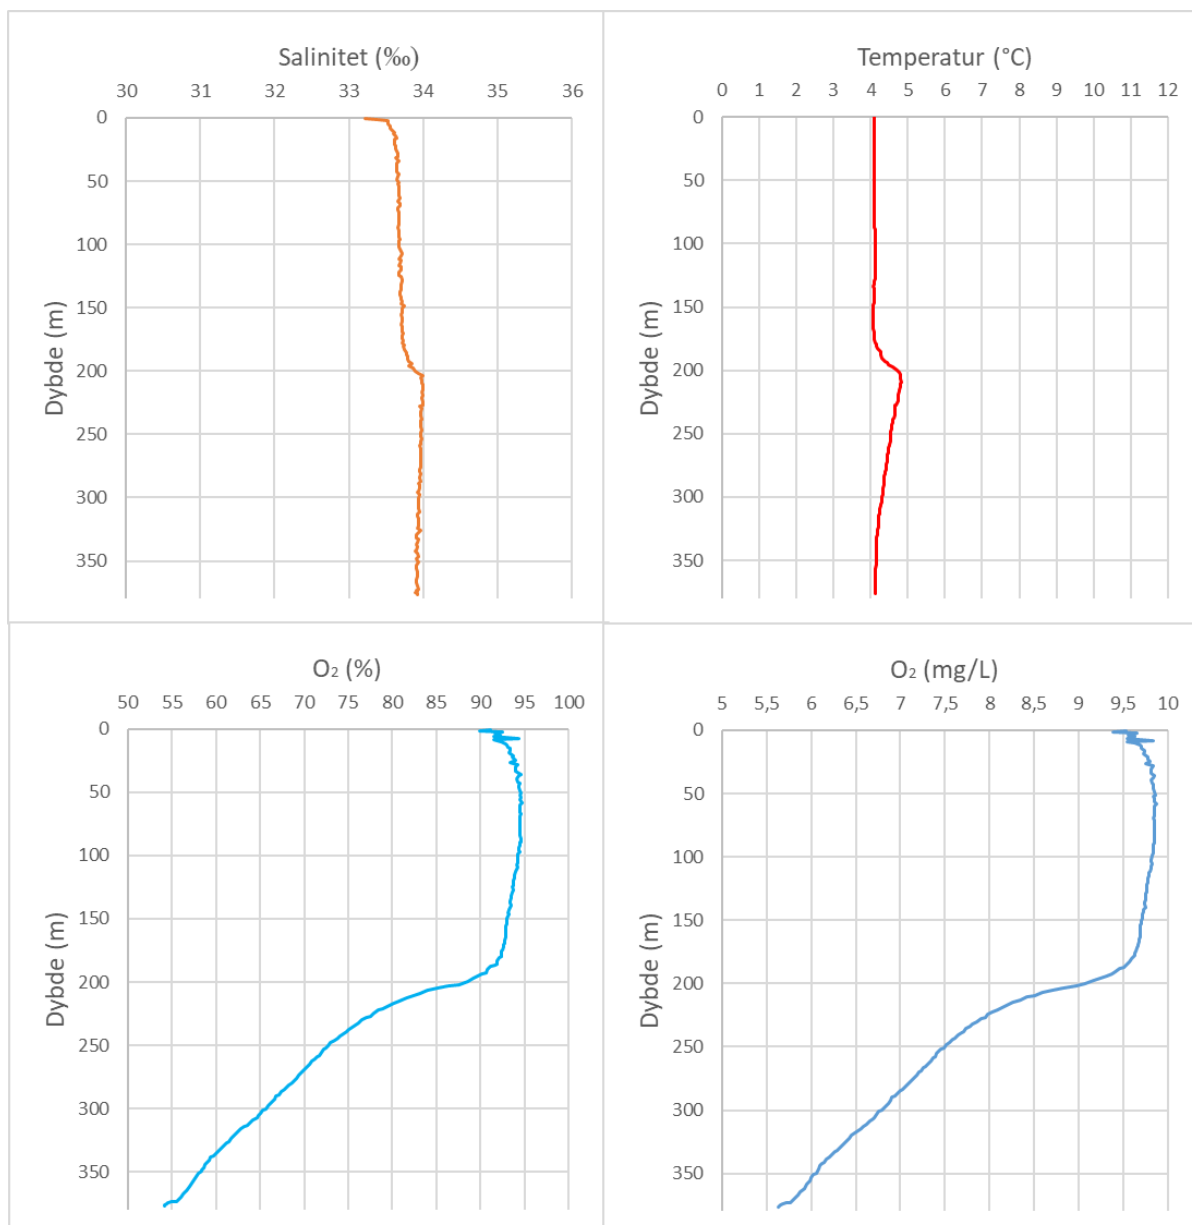 Salinitet (‰)
30 31 32 33 34 35 36
0
50
100
150
200
250
300
350
Dybde (m)
Temperatur (°C)
0 1 2 3 4 5 6 7 8 9 10 11 12
0
50
100
150
200
250
300
350
Dybde (m)
O₂ (%)
50 55 60 65 70 75 80 85 90 95 100
0
50
100
150
200
250
300
350
Dybde (m)
O₂ (mg/L)
5 5,5 6 6,5 7 7,5 8 8,5 9 9,5 10
0
50
100
150
200
250
300
350
Dybde (m)